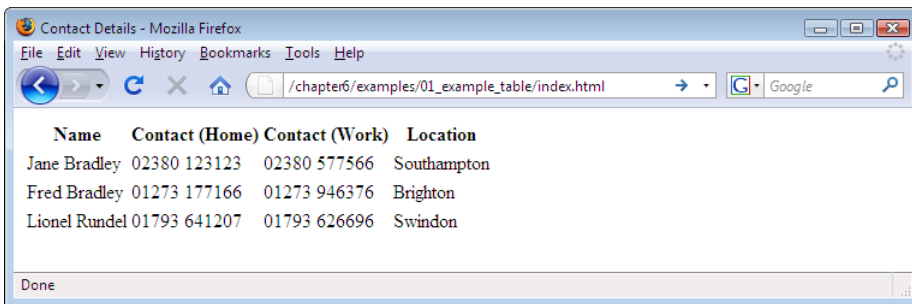 Contact Details - Mozilla Firefox
File Edit View History Bookmarks Tools Help
/chapter6/examples/01_example_table/index.html G Google
Name Contact (Home) Contact (Work) Location
Jane Bradley 02380 123123 02380 577566 Southampton
Fred Bradley 01273 177166 01273 946376 Brighton
Lionel Rundel 01793 641207 01793 626696 Swindon
Done